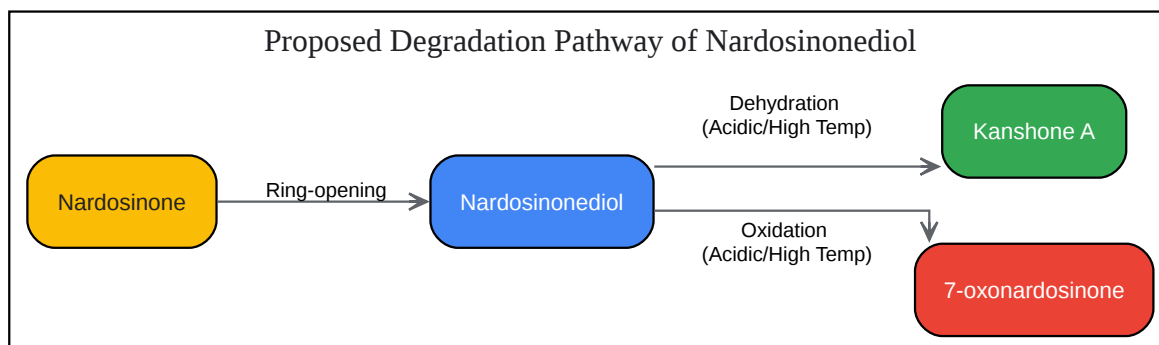 Proposed Degradation Pathway of Nardosinonediol
Nardosinone
Ring-opening
Nardosinonediol
Dehydration
(Acidic/High Temp)
Kanshone A
Oxidation
(Acidic/High Temp)
7-oxonardosinone